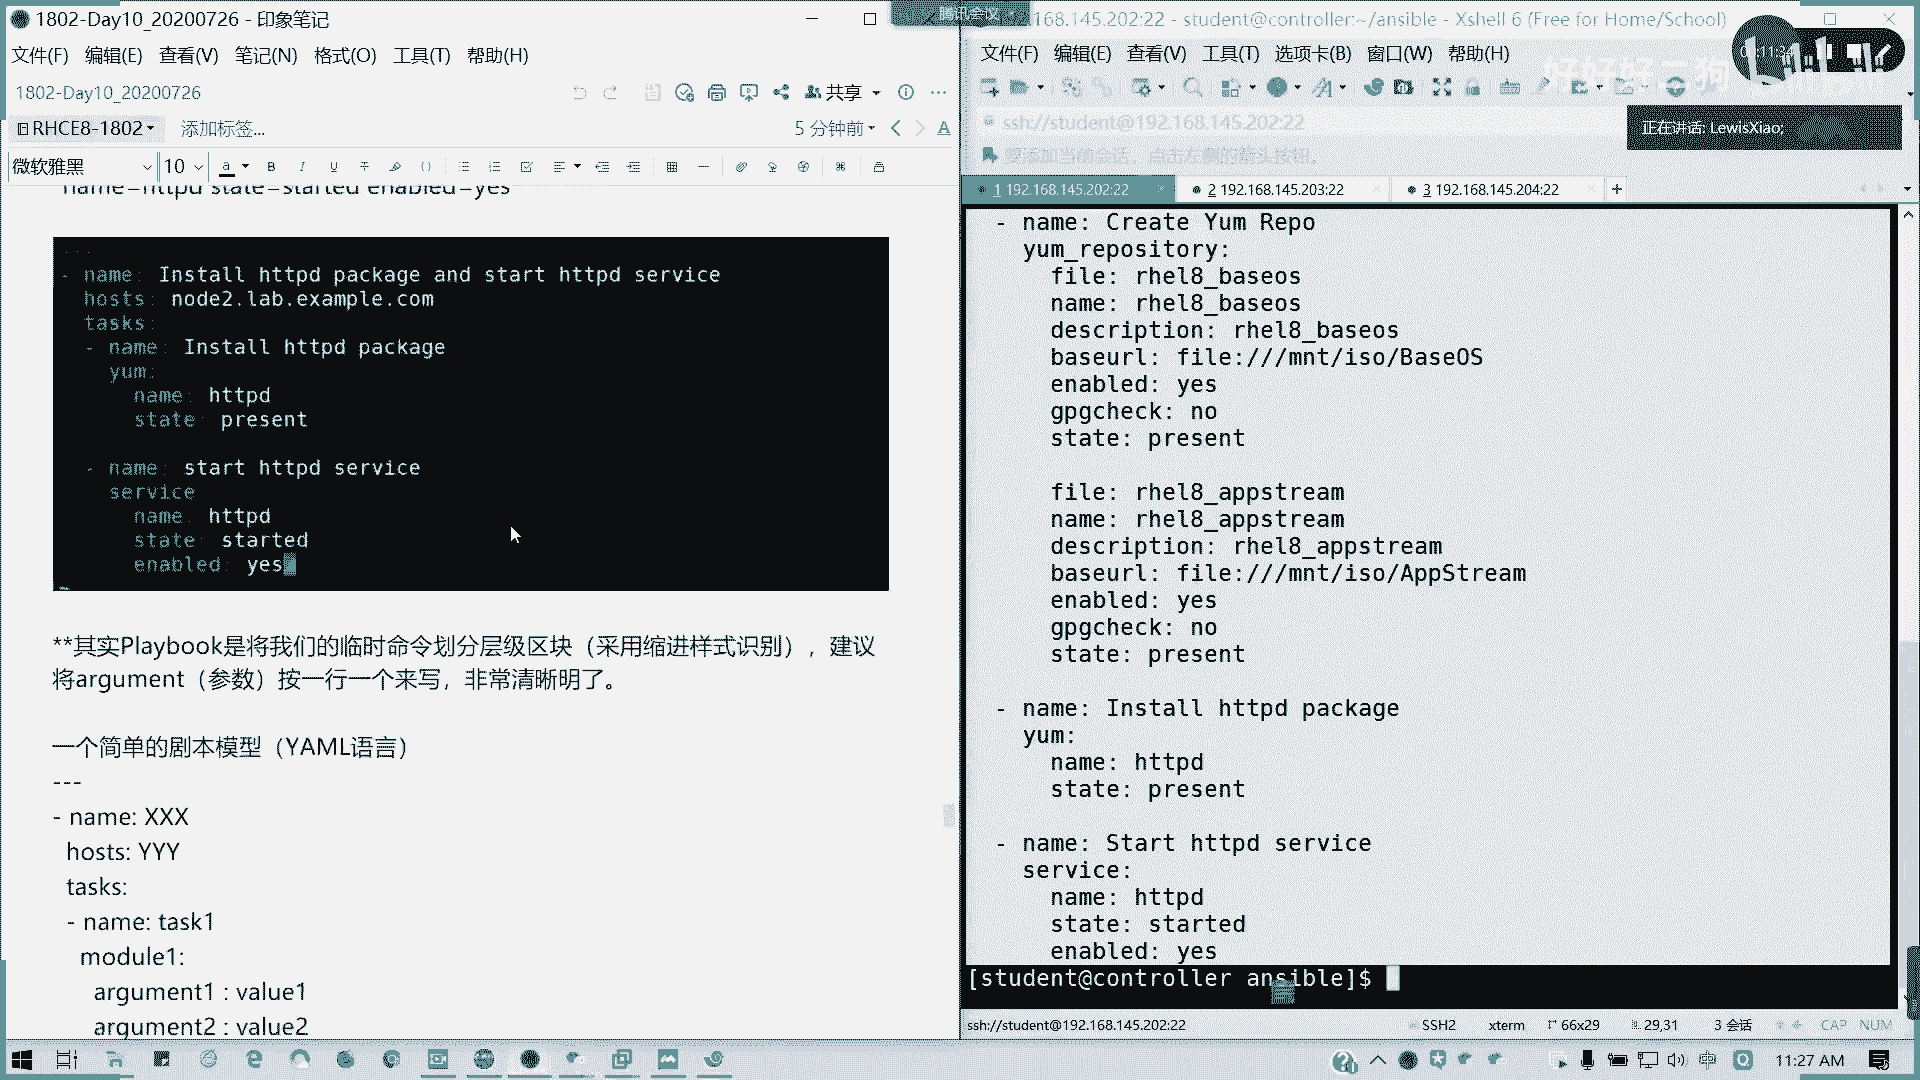 1802-Day10_20200726 - 印象笔记
文件(F) 编辑(E) 查看(V) 笔记(N) 格式(O) 工具(T) 帮助(H)
1802-Day10_20200726
共享
RHCE8-1802 添加标签...
5 分钟前
微软雅黑 10
name=httpd state=started enabled=yes
---
- name: Install httpd package and start httpd service
hosts: node2.lab.example.com
tasks:
- name: Install httpd package
yum:
name: httpd
state: present
- name: start httpd service
service
name: httpd
state: started
enabled: yes
**其实Playbook是将我们的临时命令划分层级区块（采用缩进样式识别），建议
将argument（参数）按一行一个来写，非常清晰明了。
一个简单的剧本模型（YAML语言）
---
- name: XXX
hosts: YYY
tasks:
- name: task1
module1:
argument1 : value1
argument2 : value2
腾讯会议
168.145.202:22 - student@controller:~/ansible - Xshell 6 (Free for Home/School)
文件(F) 编辑(E) 查看(V) 工具(T) 选项卡(B) 窗口(W) 帮助(H)
好好好二狗
ssh://student@192.168.145.202:22
正在讲话: LewisXiao;
要添加当前会话，点击左侧的箭头按钮。
1 192.168.145.202:22 2 192.168.145.203:22 3 192.168.145.204:22
- name: Create Yum Repo
yum_repository:
file: rhel8_baseos
name: rhel8_baseos
description: rhel8_baseos
baseurl: file:///mnt/iso/BaseOS
enabled: yes
gpgcheck: no
state: present
file: rhel8_appstream
name: rhel8_appstream
description: rhel8_appstream
baseurl: file:///mnt/iso/AppStream
enabled: yes
gpgcheck: no
state: present
- name: Install httpd package
yum:
name: httpd
state: present
- name: Start httpd service
service:
name: httpd
state: started
enabled: yes
[student@controller ansible]$
ssh://student@192.168.145.202:22 SSH2 xterm 66x29 29,31 3 会话 CAP NUM
中 11:27 AM